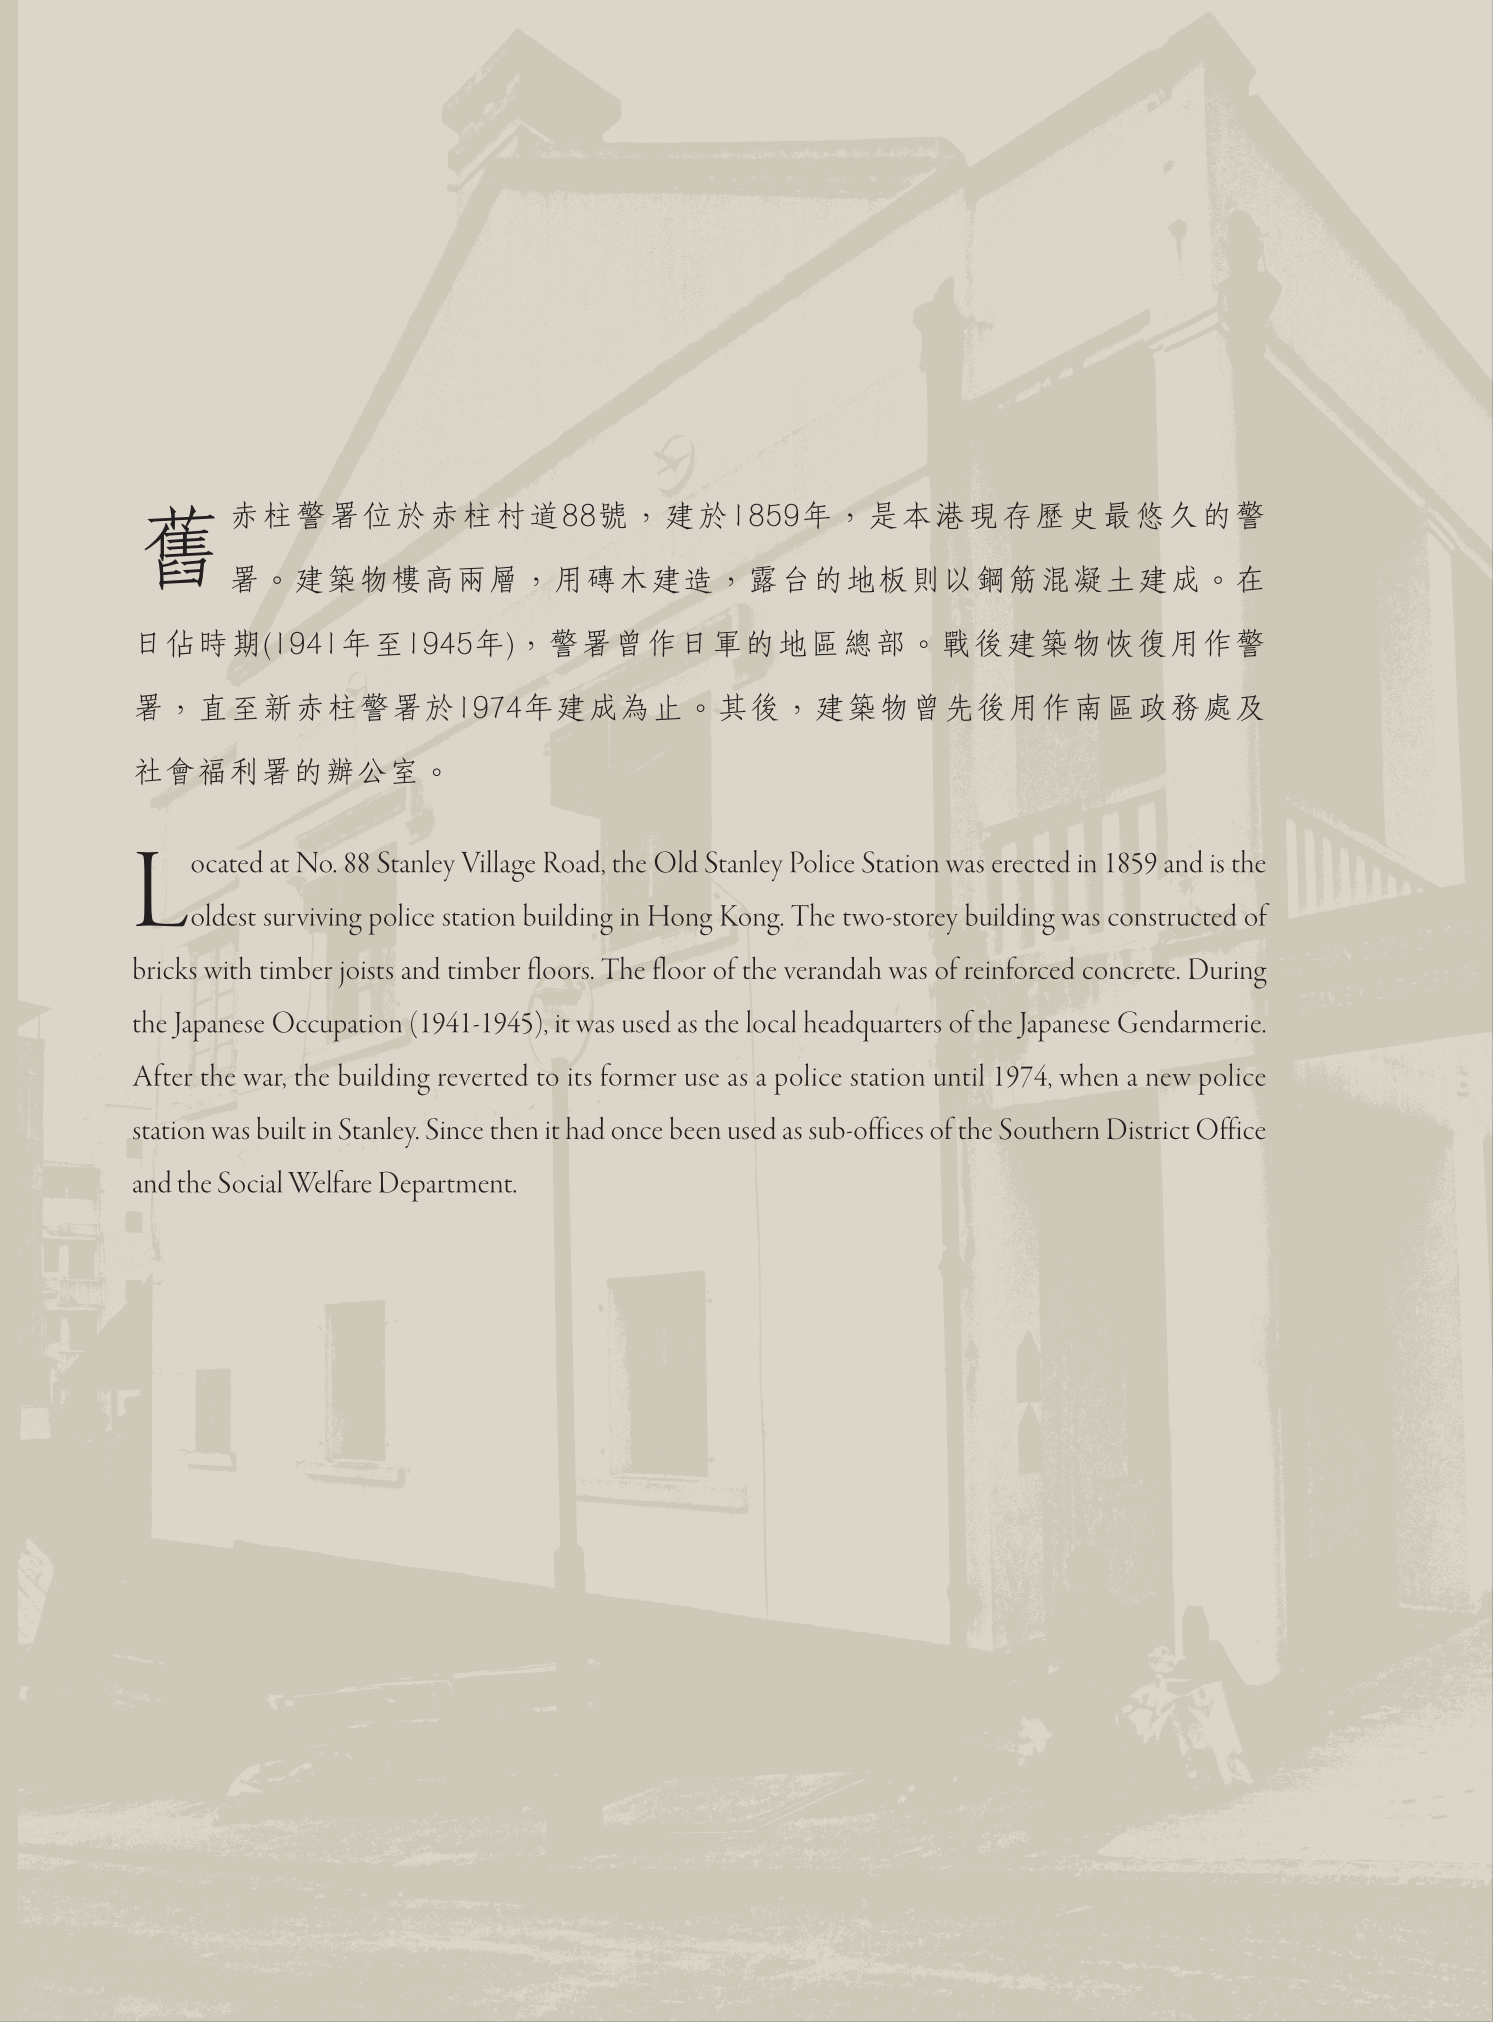 舊赤柱警署位於赤柱村道88號，建於1859年，是本港現存歷史最悠久的警
署。建築物樓高兩層，用磚木建造，露台的地板則以鋼筋混凝土建成。在
日佔時期(1941年至1945年)，警署曾作日軍的地區總部。戰後建築物恢復用作警
署，直至新赤柱警署於1974年建成為止。其後，建築物曾先後用作南區政務處及
社會福利署的辦公室。
Located at No. 88 Stanley Village Road, the Old Stanley Police Station was erected in 1859 and is the
oldest surviving police station building in Hong Kong. The two-storey building was constructed of
bricks with timber joists and timber floors. The floor of the verandah was of reinforced concrete. During
the Japanese Occupation (1941-1945), it was used as the local headquarters of the Japanese Gendarmerie.
After the war, the building reverted to its former use as a police station until 1974, when a new police
station was built in Stanley. Since then it had once been used as sub-offices of the Southern District Office
and the Social Welfare Department.